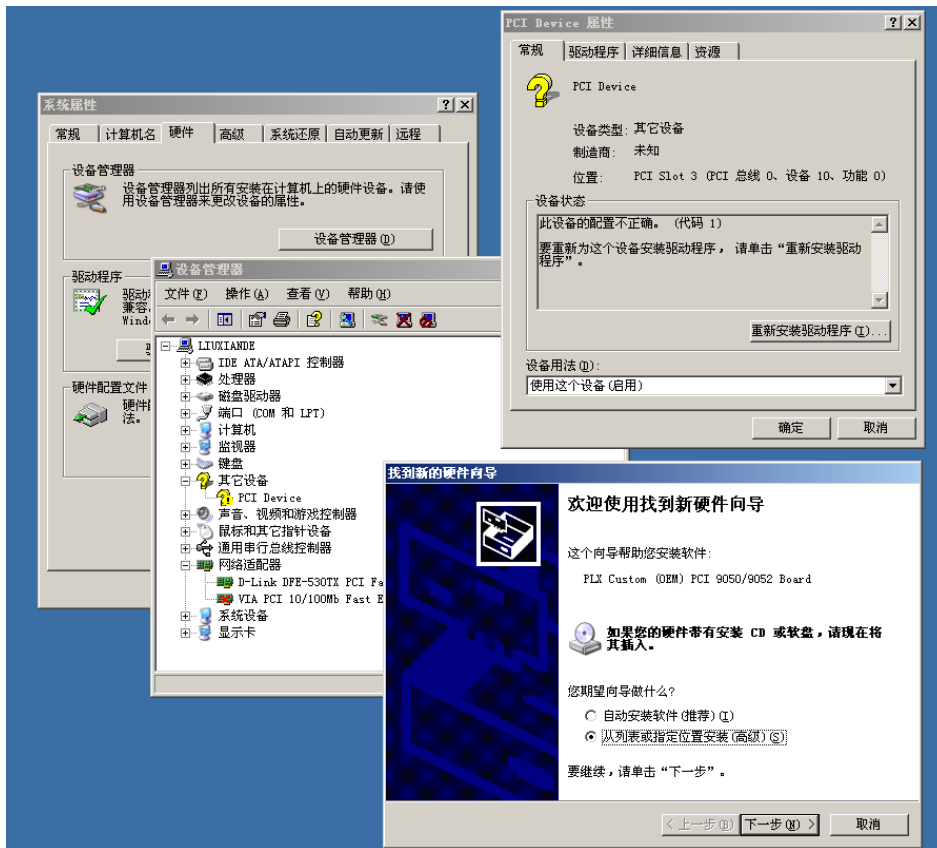 系统属性
常规
计算机名
硬件
高级
系统还原
自动更新
远程
设备管理器
设备管理器列出所有安装在计算机上的硬件设备。请使
用设备管理器来更改设备的属性。
设备管理器(D)
驱动程序
兼容
硬件配置文件
法。
设备管理器
文件(F)
操作(A)
查看(V)
帮助(H)
LIUXIANDE
IDE ATA/ATAPI 控制器
处理器
磁盘驱动器
端口 (COM 和 LPT)
计算机
监视器
键盘
其它设备
PCI Device
声音、视频和游戏控制器
鼠标和其它指针设备
通用串行总线控制器
网络适配器
D-Link DFE-530TX PCI Fa
VIA PCI 10/100Mb Fast E
系统设备
显示卡
PCI Device 属性
常规
驱动程序
详细信息
资源
PCI Device
设备类型: 其它设备
制造商: 未知
位置: PCI Slot 3 (PCI 总线 0、设备 10、功能 0)
设备状态
此设备的配置不正确。 (代码 1)
要重新为这个设备安装驱动程序, 请单击“重新安装驱动
程序”。
重新安装驱动程序(I)...
设备用法(D):
使用这个设备(启用)
确定
取消
找到新的硬件向导
欢迎使用找到新硬件向导
这个向导帮助您安装软件:
PLX Custom (OEM) PCI 9050/9052 Board
如果您的硬件带有安装 CD 或软盘,请现在将
其插入。
您期望向导做什么?
自动安装软件(推荐)(I)
从列表或指定位置安装(高级)(S)
要继续,请单击“下一步”。
< 上一步(B)
下一步(N) >
取消